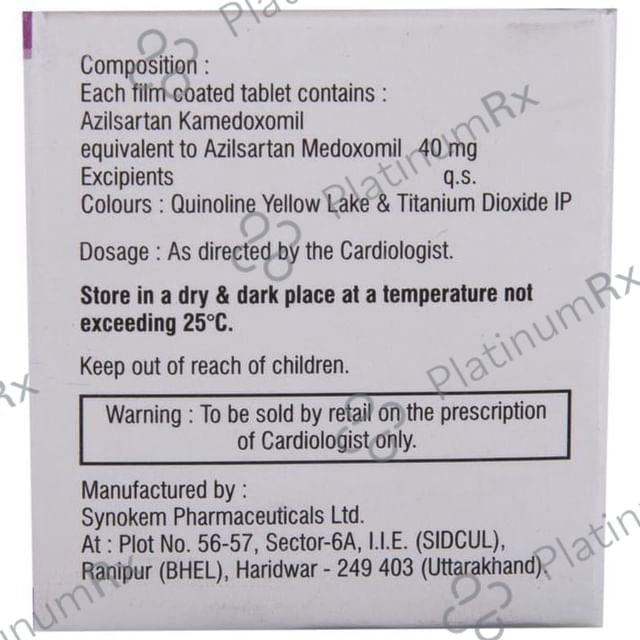 Composition :
Each film coated tablet contains :
Azilsartan Kamedoxomil
equivalent to Azilsartan Medoxomil 40 mg
Excipients q.s.
Colours : Quinoline Yellow Lake & Titanium Dioxide IP
Dosage : As directed by the Cardiologist.
Store in a dry & dark place at a temperature not
exceeding 25°C.
Keep out of reach of children.
Warning : To be sold by retail on the prescription
of Cardiologist only.
Manufactured by :
Synokem Pharmaceuticals Ltd.
At : Plot No. 56-57, Sector-6A, I.I.E. (SIDCUL),
Ranipur (BHEL), Haridwar - 249 403 (Uttarakhand).
PlatinumRx
PlatinumRx